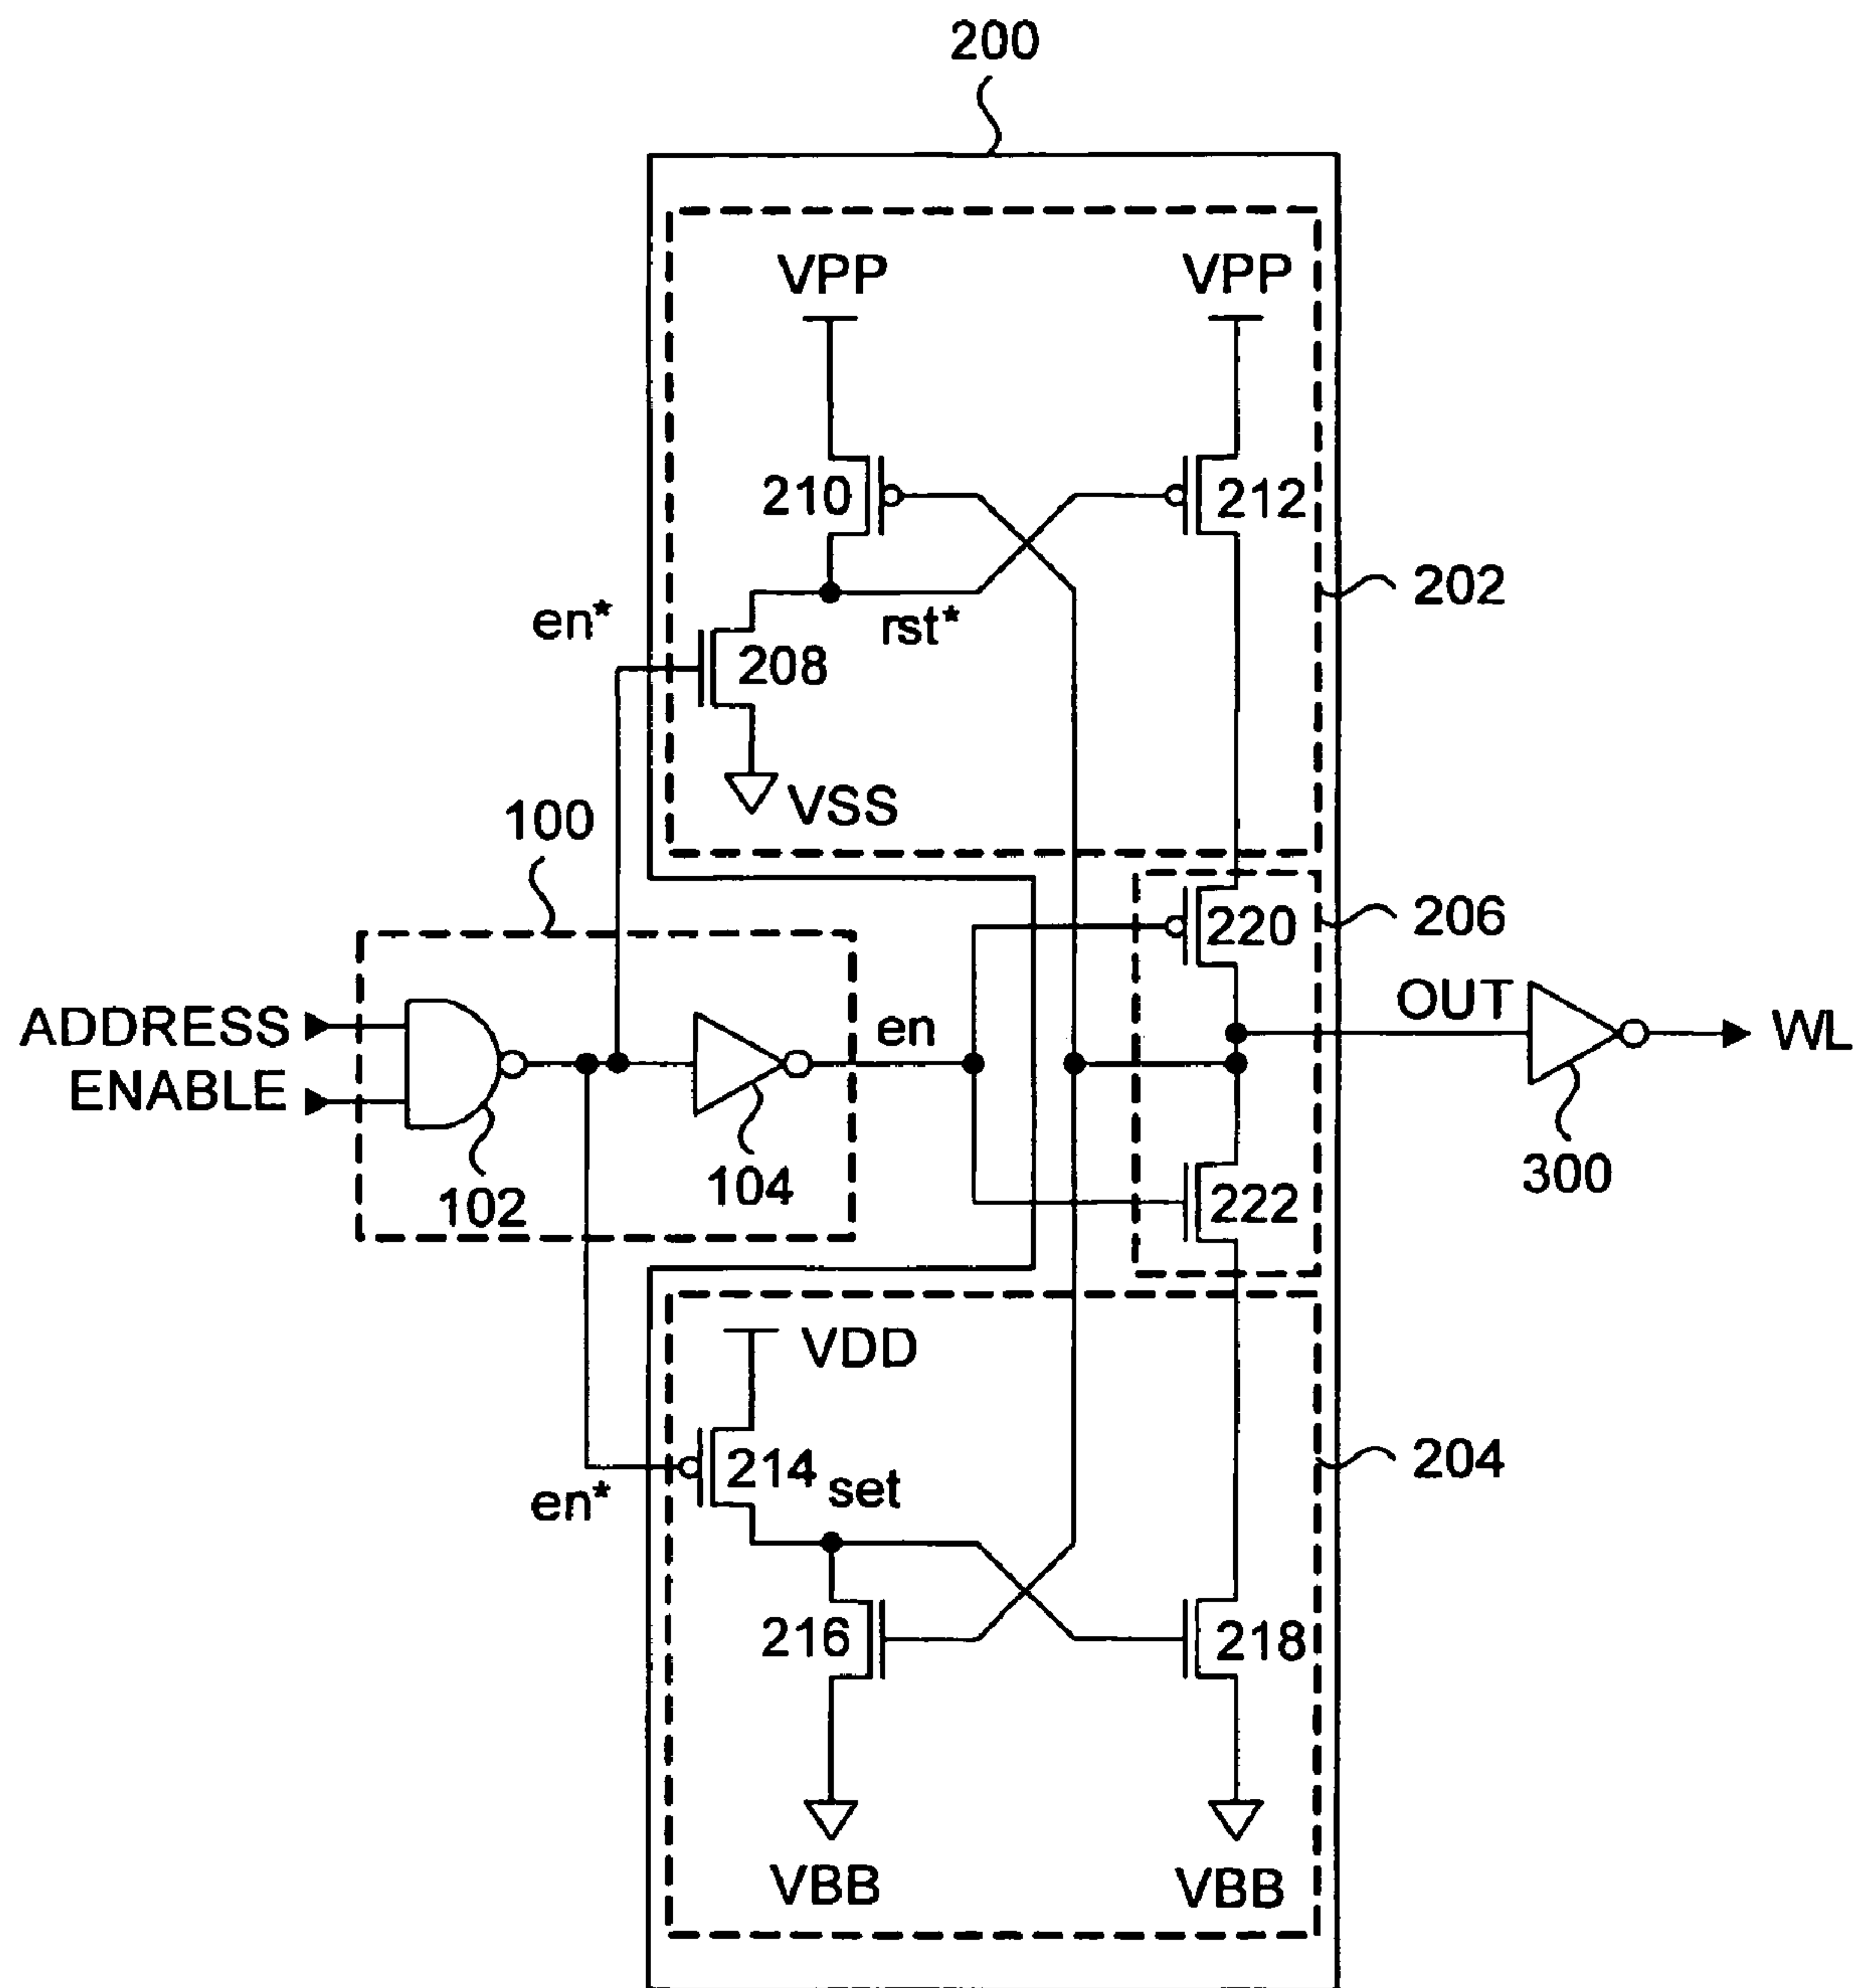 200
VPP VPP
210 212
202
en* rst*
208
VSS
100
220 206
OUT
ADDRESS en WL
ENABLE
104 222 300
102
VDD
214 set 204
en*
216 218
VBB VBB